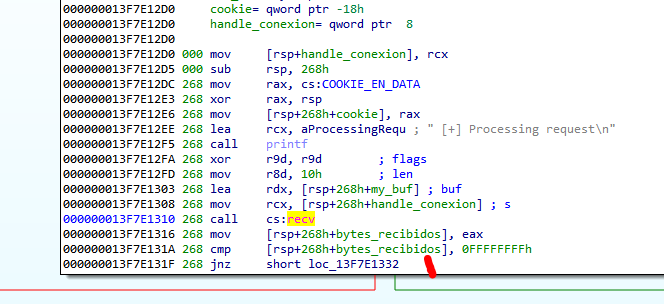 000000013F7E12D0 cookie= qword ptr -18h
000000013F7E12D0 handle_conexion= qword ptr  8
000000013F7E12D0
000000013F7E12D0 000 mov     [rsp+handle_conexion], rcx
000000013F7E12D5 000 sub     rsp, 268h
000000013F7E12DC 268 mov     rax, cs:COOKIE_EN_DATA
000000013F7E12E3 268 xor     rax, rsp
000000013F7E12E6 268 mov     [rsp+268h+cookie], rax
000000013F7E12EE 268 lea     rcx, aProcessingRequ ; " [+] Processing request\n"
000000013F7E12F5 268 call    printf
000000013F7E12FA 268 xor     r9d, r9d        ; flags
000000013F7E12FD 268 mov     r8d, 10h        ; len
000000013F7E1303 268 lea     rdx, [rsp+268h+my_buf] ; buf
000000013F7E1308 268 mov     rcx, [rsp+268h+handle_conexion] ; s
000000013F7E1310 268 call    cs:recv
000000013F7E1316 268 mov     [rsp+268h+bytes_recibidos], eax
000000013F7E131A 268 cmp     [rsp+268h+bytes_recibidos], 0FFFFFFFFh
000000013F7E131F 268 jnz     short loc_13F7E1332